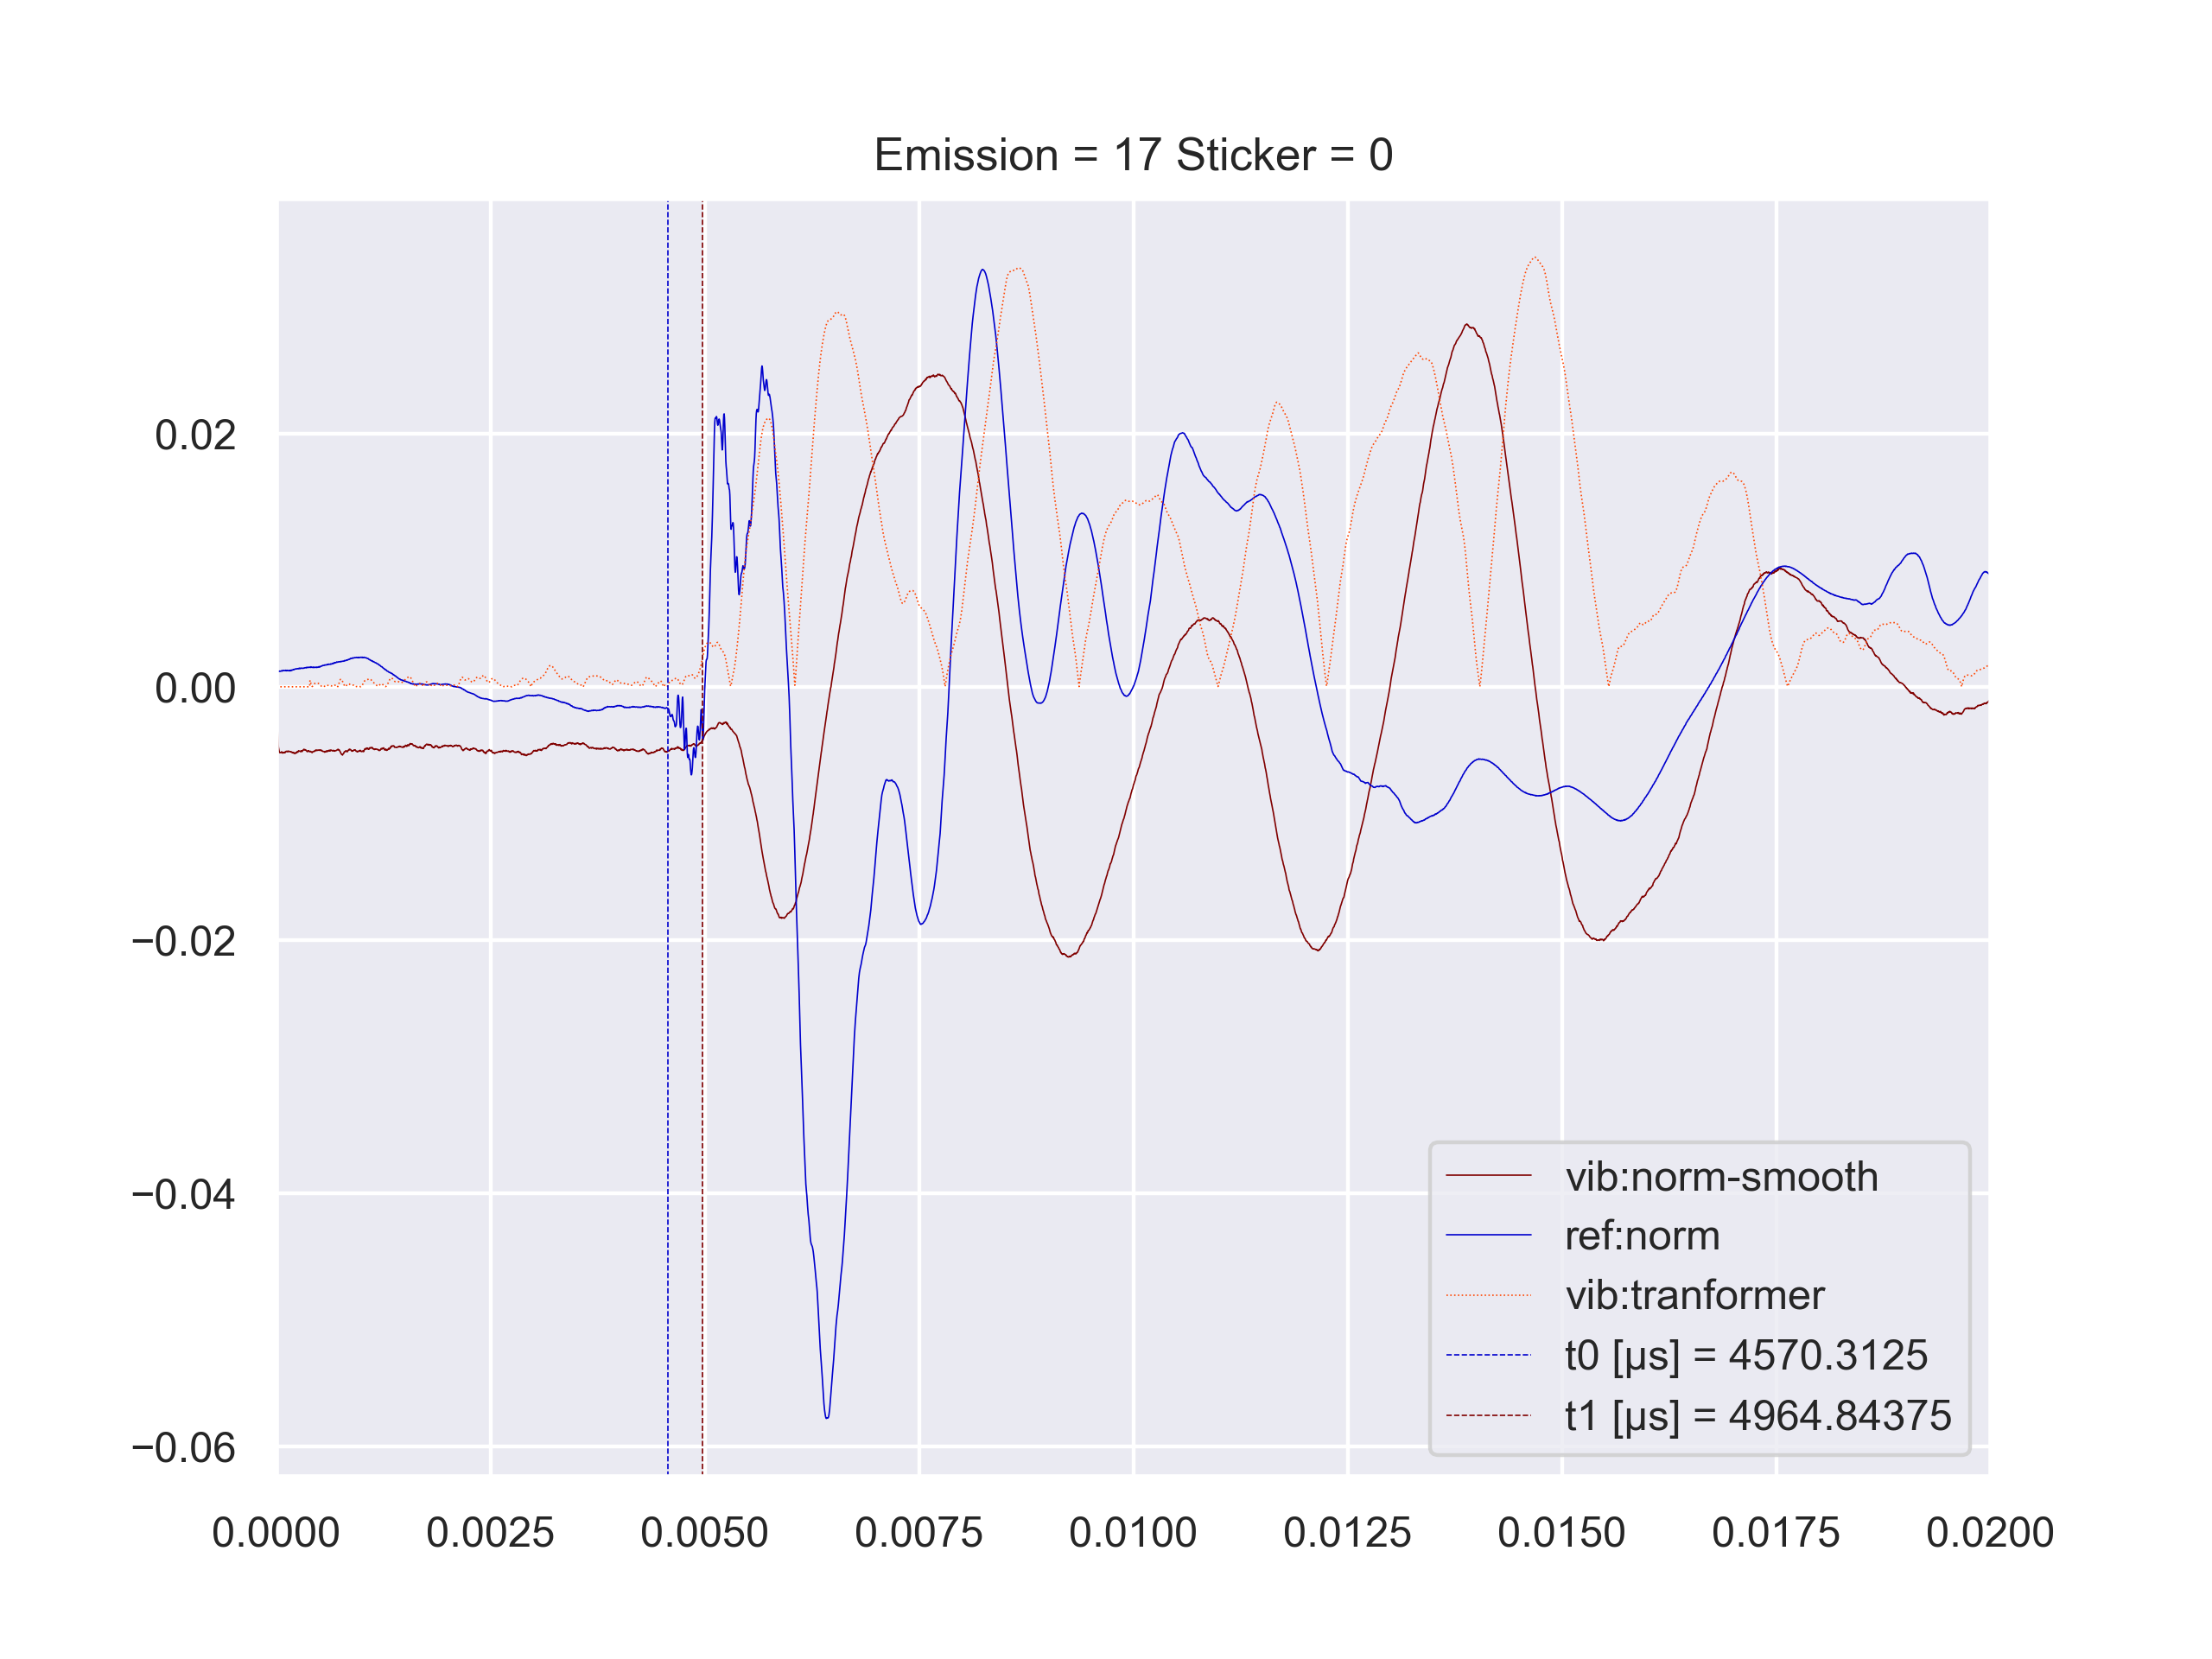 Emission = 17 Sticker = 0
0.02
0.00
−0.02
−0.04
−0.06
vib:norm-smooth
ref:norm
vib:tranformer
t0 [µs] = 4570.3125
t1 [µs] = 4964.84375
0.0000 0.0025 0.0050 0.0075 0.0100 0.0125 0.0150 0.0175 0.0200